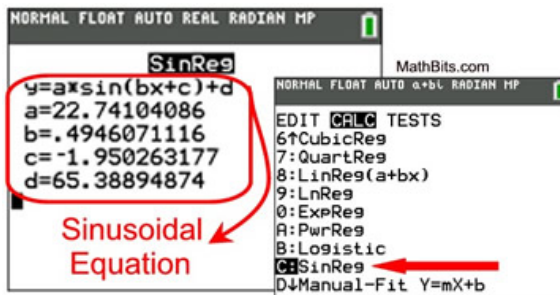 NORMAL FLOAT AUTO REAL RADIAN MP
SinReg
y=a*sin(bx+c)+d
a=22.74104086
b=.4946071116
c=-1.950263177
d=65.38894874
Sinusoidal
Equation
MathBits.com
NORMAL FLOAT AUTO a+bi RADIAN MP
EDIT CALC TESTS
6↑CubicReg
7:QuartReg
8:LinReg(a+bx)
9:LnReg
0:ExpReg
A:PwrReg
B:Logistic
C:SinReg
D↓Manual-Fit Y=mX+b